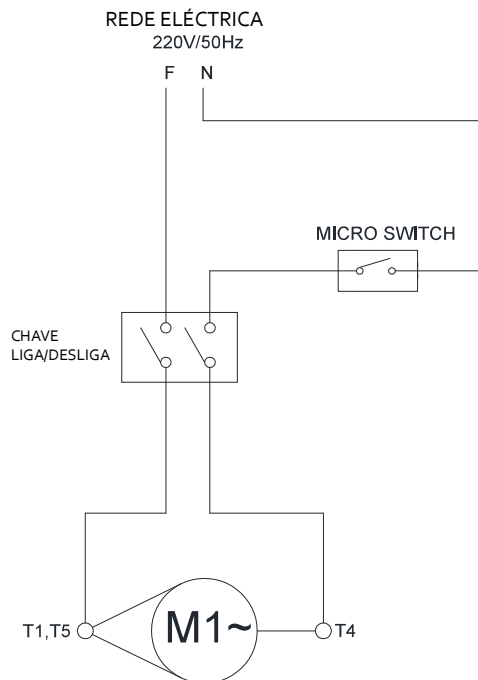 REDE ELÉCTRICA
220V/50Hz
F N
MICRO SWITCH
CHAVE
LIGA/DESLIGA
T1,T5 M1~ T4